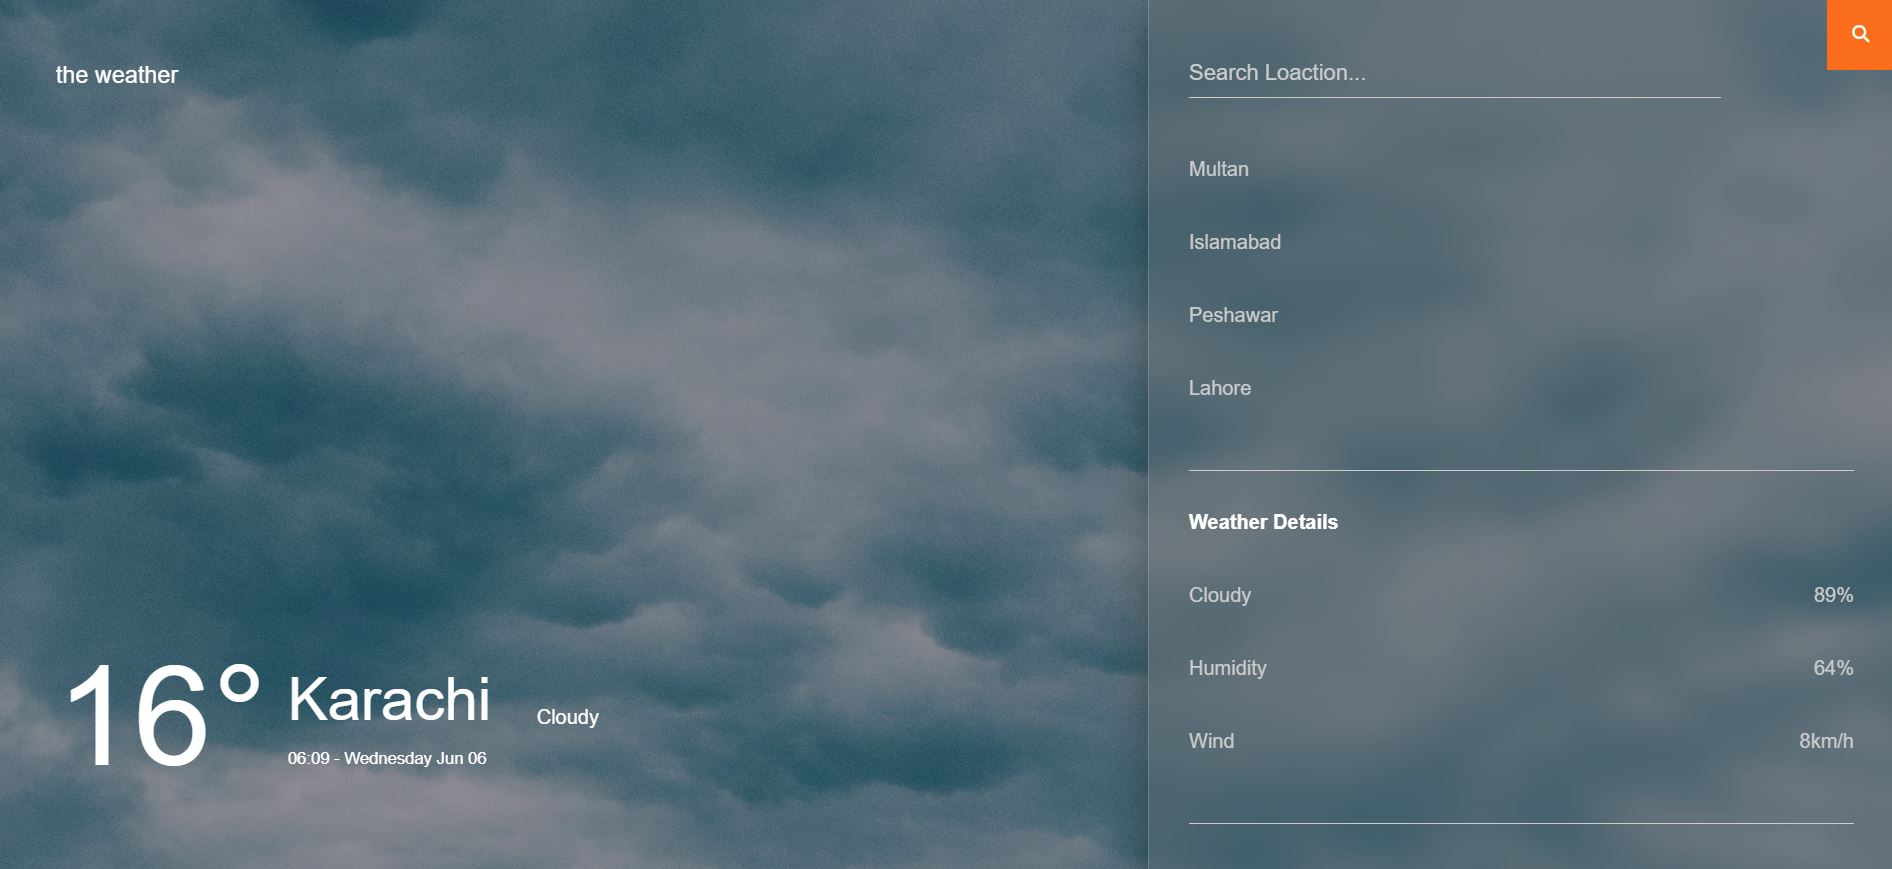 the weather
16°
Karachi
06:09 - Wednesday Jun 06
Cloudy
Search Loaction...
Multan
Islamabad
Peshawar
Lahore
Weather Details
Cloudy 89%
Humidity 64%
Wind 8km/h